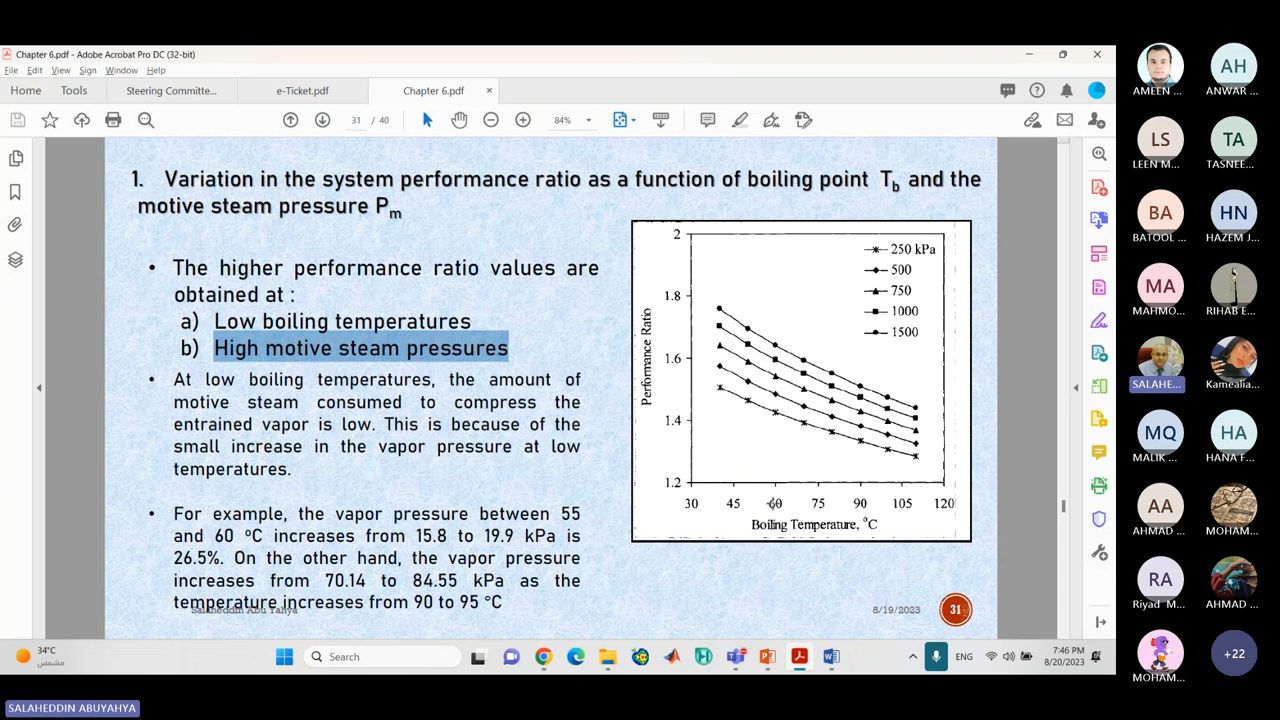 Chapter 6.pdf - Adobe Acrobat Pro DC (32-bit)
File Edit View Sign Window Help
Home Tools Steering Committe... e-Ticket.pdf Chapter 6.pdf ×
31 / 40 84%
1. Variation in the system performance ratio as a function of boiling point Tb and the
motive steam pressure Pm
• The higher performance ratio values are
obtained at :
a) Low boiling temperatures
b) High motive steam pressures
• At low boiling temperatures, the amount of
motive steam consumed to compress the
entrained vapor is low. This is because of the
small increase in the vapor pressure at low
temperatures.
• For example, the vapor pressure between 55
and 60 °C increases from 15.8 to 19.9 kPa is
26.5%. On the other hand, the vapor pressure
increases from 70.14 to 84.55 kPa as the
temperature increases from 90 to 95 °C
Salaheddin Abu Yahya
8/19/2023
31
2
1.8
1.6
1.4
1.2
Performance Ratio
250 kPa
500
750
1000
1500
30 45 60 75 90 105 120
Boiling Temperature, °C
34°C
مشمس
Search
ENG
7:46 PM
8/20/2023
SALAHEDDIN ABUYAHYA
AMEEN ...
AH
ANWAR ...
LS
LEEN M...
TA
TASNEE...
BA
BATOOL ...
HN
HAZEM J...
MA
MAHMO...
RIHAB E...
SALAHE...
Kamealia...
MQ
MALIK ...
HA
HANA F...
AA
AHMAD ...
MOHAM...
RA
Riyad M...
AHMAD ...
MOHAM...
+22